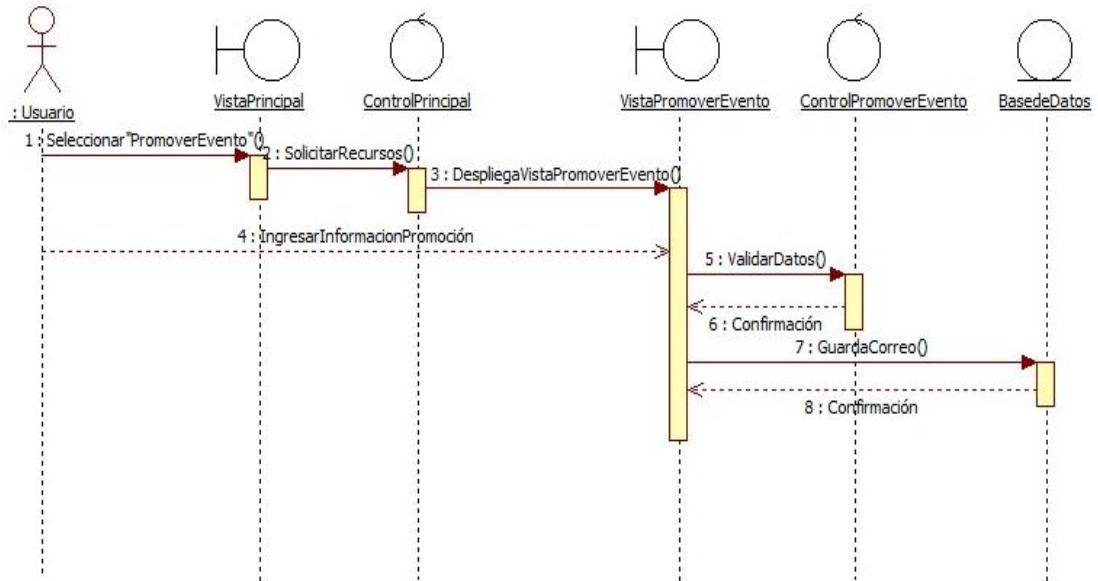 : Usuario
VistaPrincipal
ControlPrincipal
VistaPromoverEvento
ControlPromoverEvento
BasedeDatos
1 : Seleccionar"PromoverEvento"()
2 : SolicitarRecursos()
3 : DespliegaVistaPromoverEvento()
4 : IngresarInformacionPromoción
5 : ValidarDatos()
6 : Confirmación
7 : GuardaCorreo()
8 : Confirmación